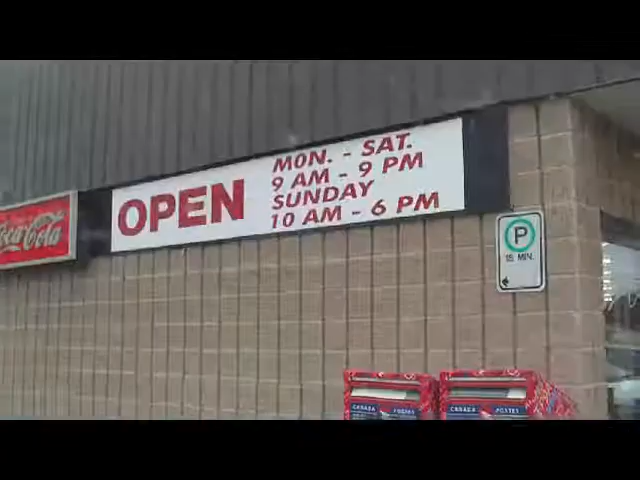 OPEN
MON. - SAT.
9 AM - 9 PM
SUNDAY
10 AM - 6 PM
Coca-Cola
P
15 MIN.
CANADA POSTES
CANADA POSTES